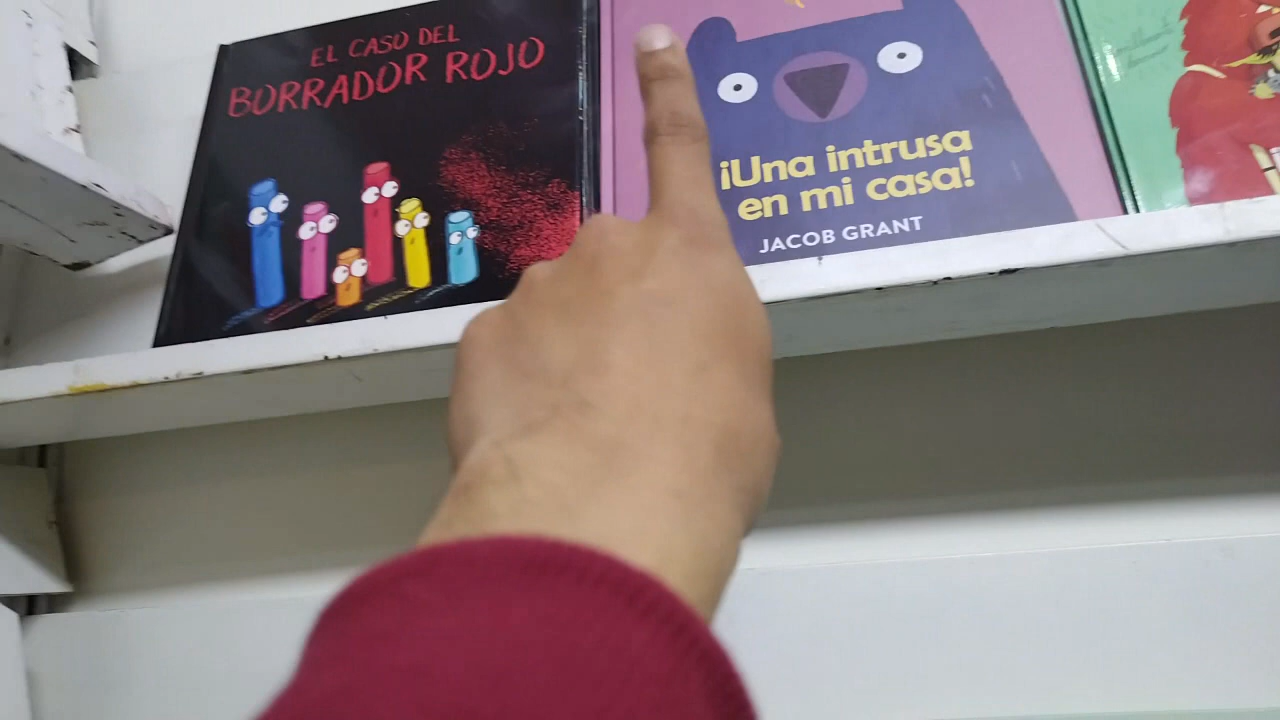 EL CASO DEL
BORRADOR ROJO
¡Una intrusa
en mi casa!
JACOB GRANT